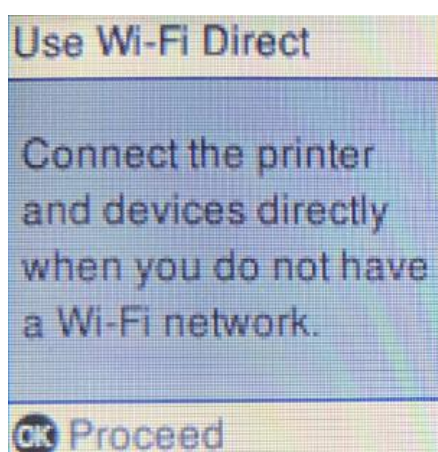 Use Wi-Fi Direct
Connect the printer
and devices directly
when you do not have
a Wi-Fi network.
OK Proceed